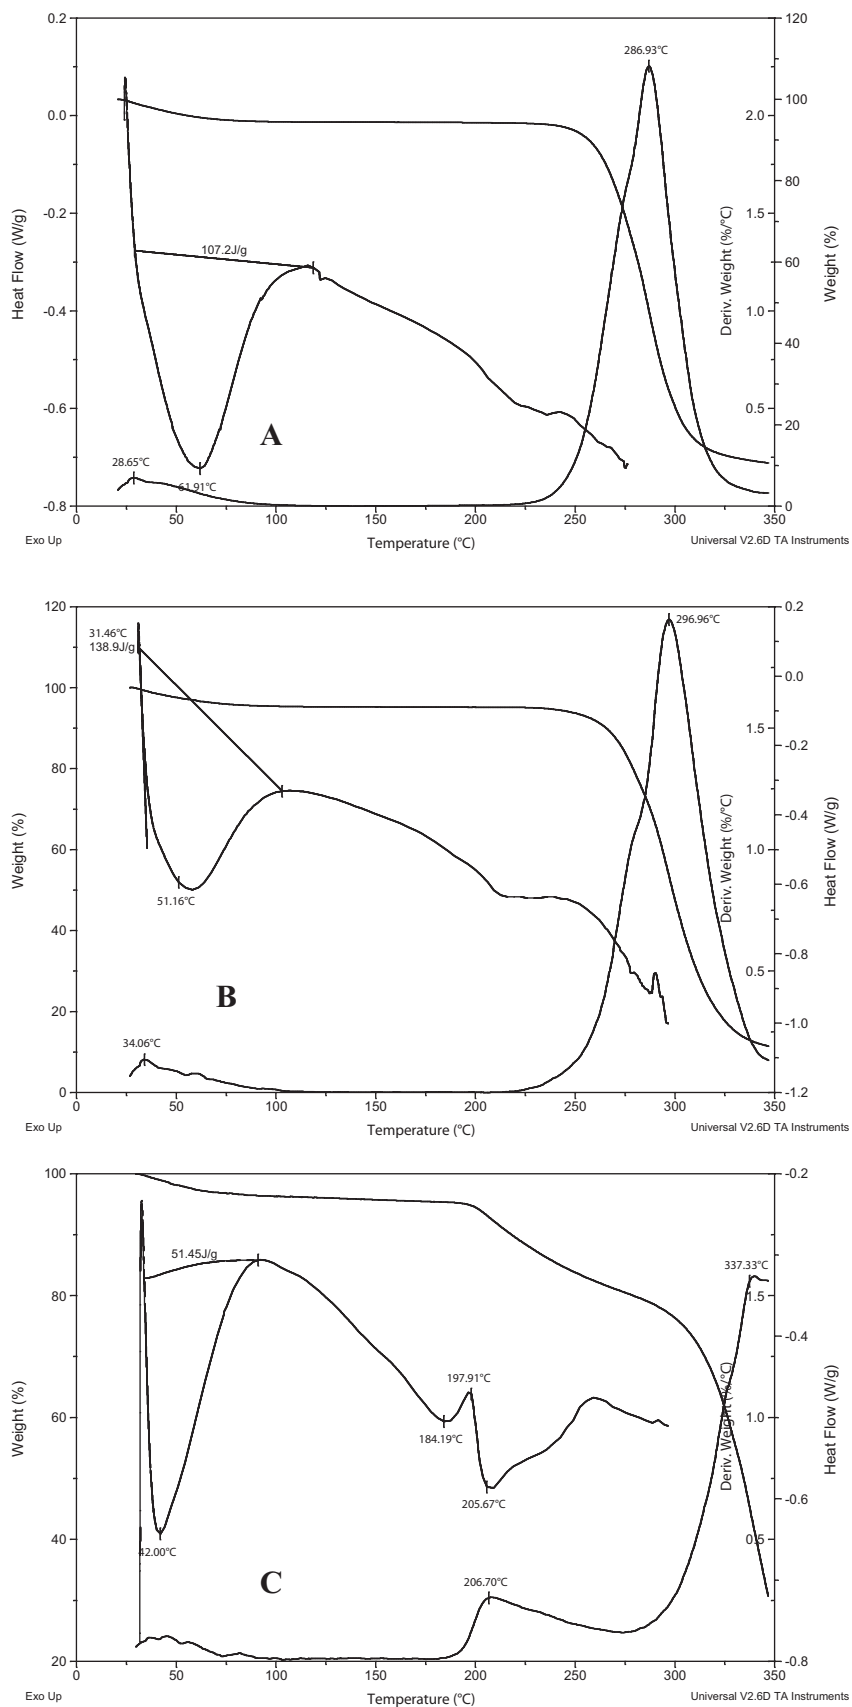 0.2
120
286.93°C
0.0
2.0
100
-0.2
80
1.5
107.2J/g
60
Heat Flow (W/g)
Deriv. Weight (%/°C)
Weight (%)
-0.4
1.0
40
-0.6
0.5
20
A
28.65°C
61.91°C
-0.8
0
0
50
100
150
200
250
300
350
Exo Up
Temperature (°C)
Universal V2.6D TA Instruments
120
0.2
31.46°C
138.9J/g
296.96°C
0.0
100
1.5
-0.2
80
-0.4
Weight (%)
Deriv. Weight (%/°C)
Heat Flow (W/g)
60
1.0
-0.6
51.16°C
40
-0.8
0.5
20
B
-1.0
34.06°C
0
-1.2
0
50
100
150
200
250
300
350
Exo Up
Temperature (°C)
Universal V2.6D TA Instruments
100
-0.2
51.45J/g
337.33°C
80
1.5
-0.4
197.91°C
Weight (%)
Deriv. Weight (%/°C)
Heat Flow (W/g)
60
1.0
184.19°C
-0.6
205.67°C
40
0.5
42.00°C
C
206.70°C
20
-0.8
0
50
100
150
200
250
300
350
Exo Up
Temperature (°C)
Universal V2.6D TA Instruments